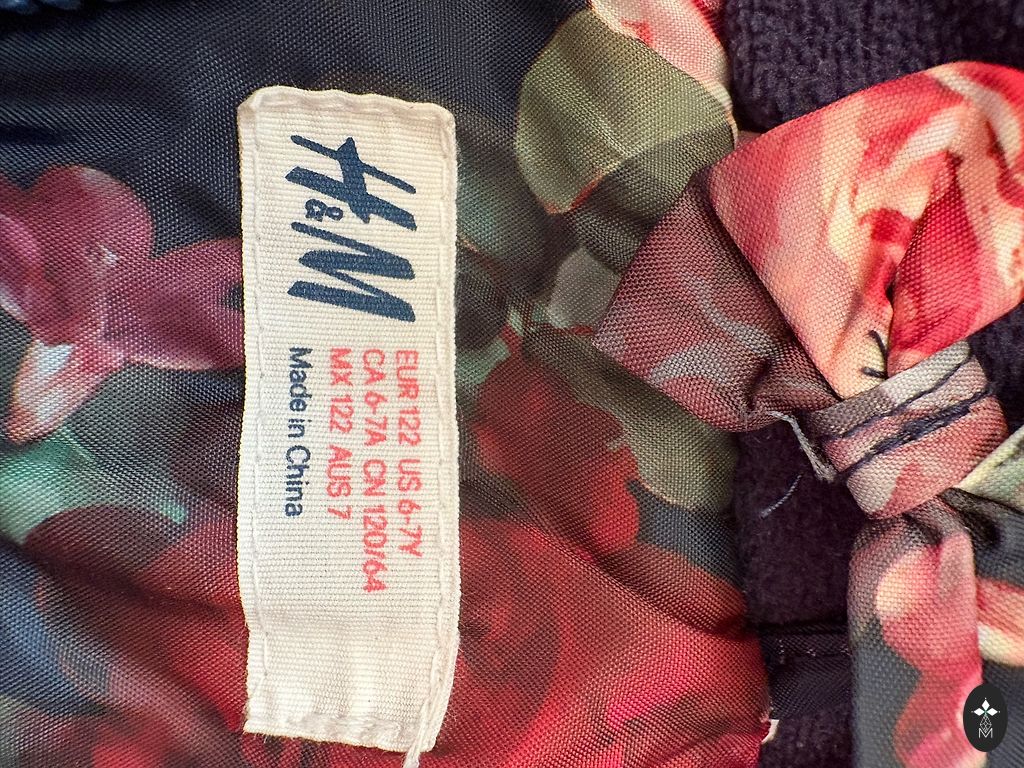 H&M
EUR 122 US 6-7Y
CA 6-7A CN 120/64
MX 122 AUS 7
Made in China
M